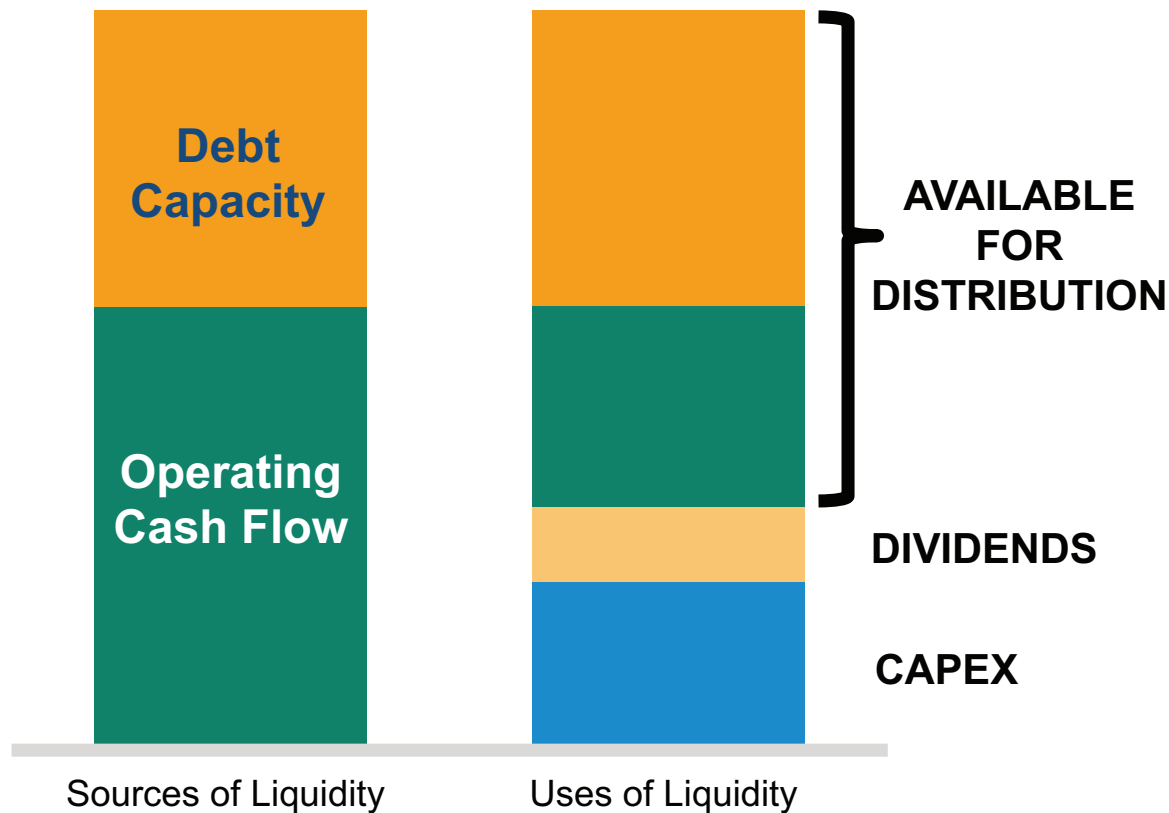 Debt
Capacity
Operating
Cash Flow
AVAILABLE
FOR
DISTRIBUTION
DIVIDENDS
CAPEX
Sources of Liquidity
Uses of Liquidity